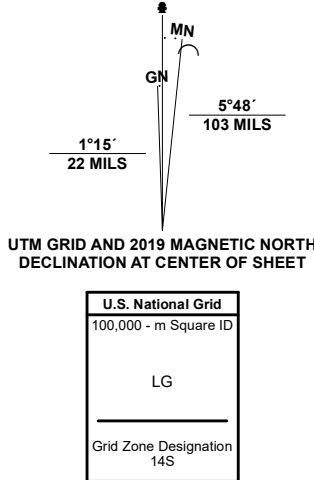 MN
GN
5°48´
103 MILS
1°15´
22 MILS
UTM GRID AND 2019 MAGNETIC NORTH
DECLINATION AT CENTER OF SHEET
U.S. National Grid
100,000 - m Square ID
LG
Grid Zone Designation
14S